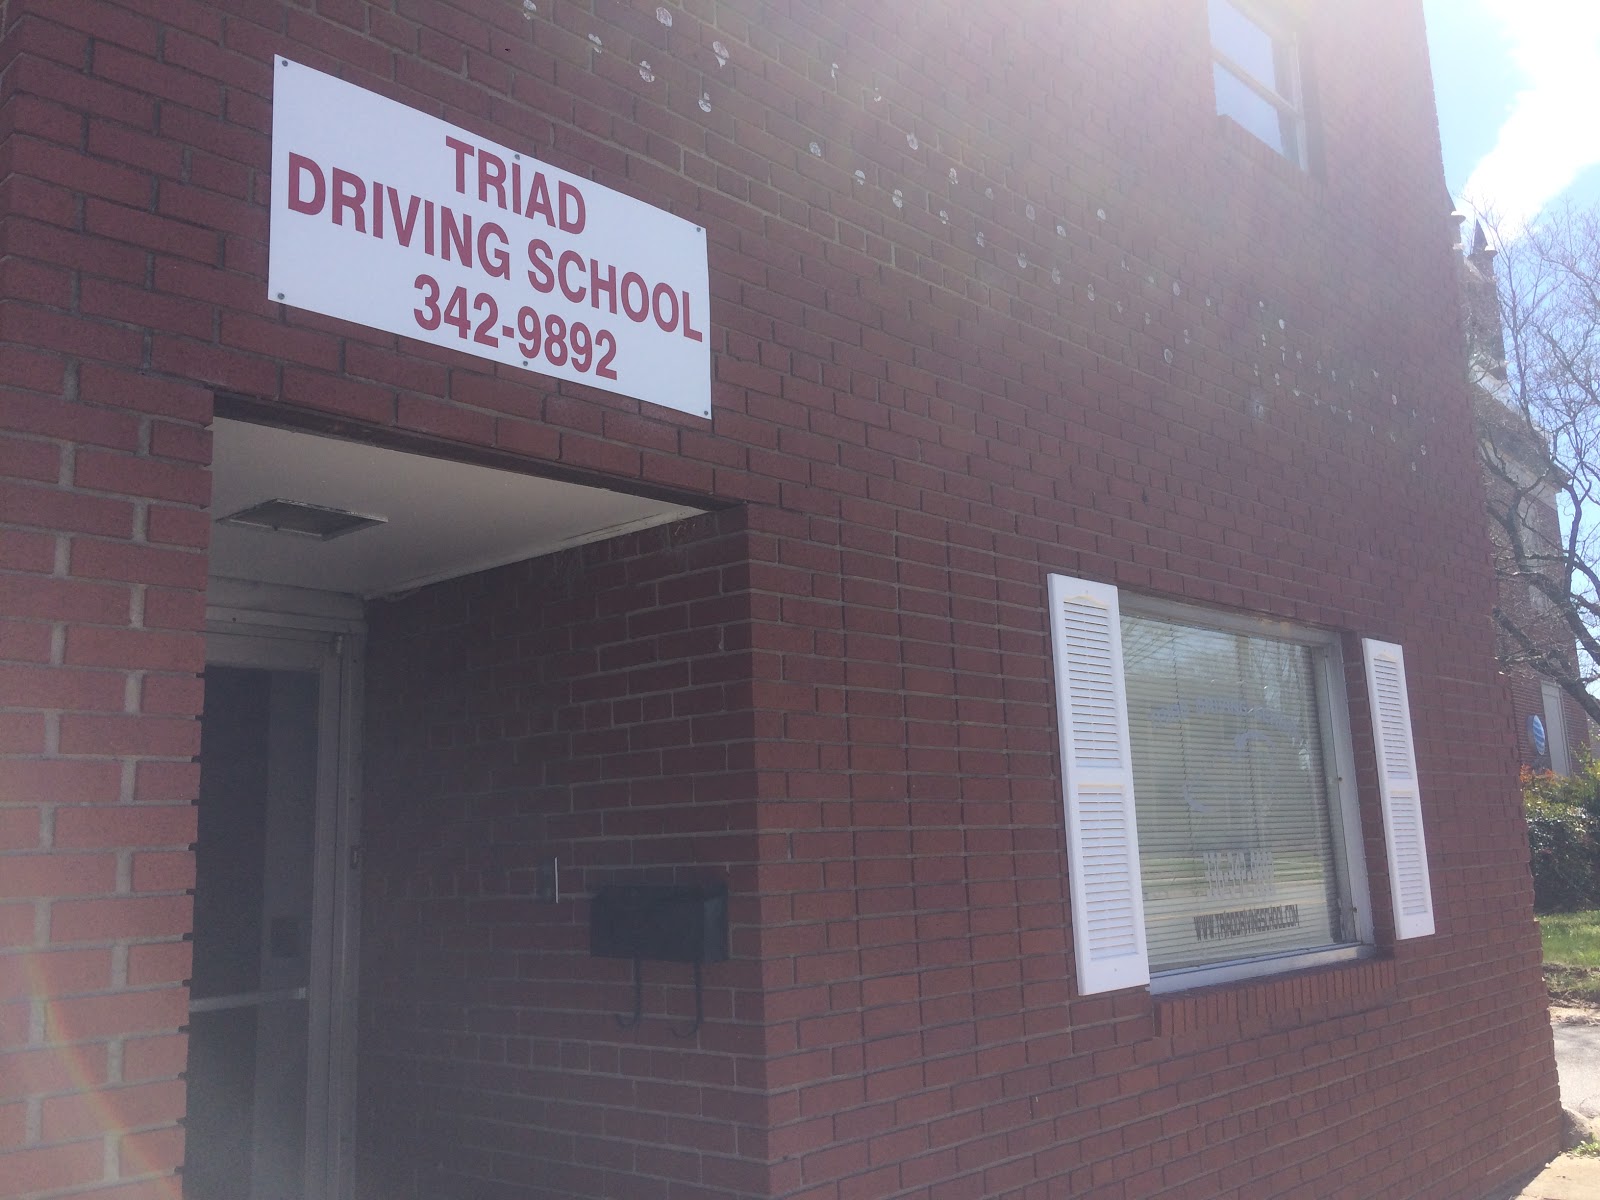 TRIAD
DRIVING SCHOOL
342-9892
WWW.TRIADDRIVINGSCHOOL.COM